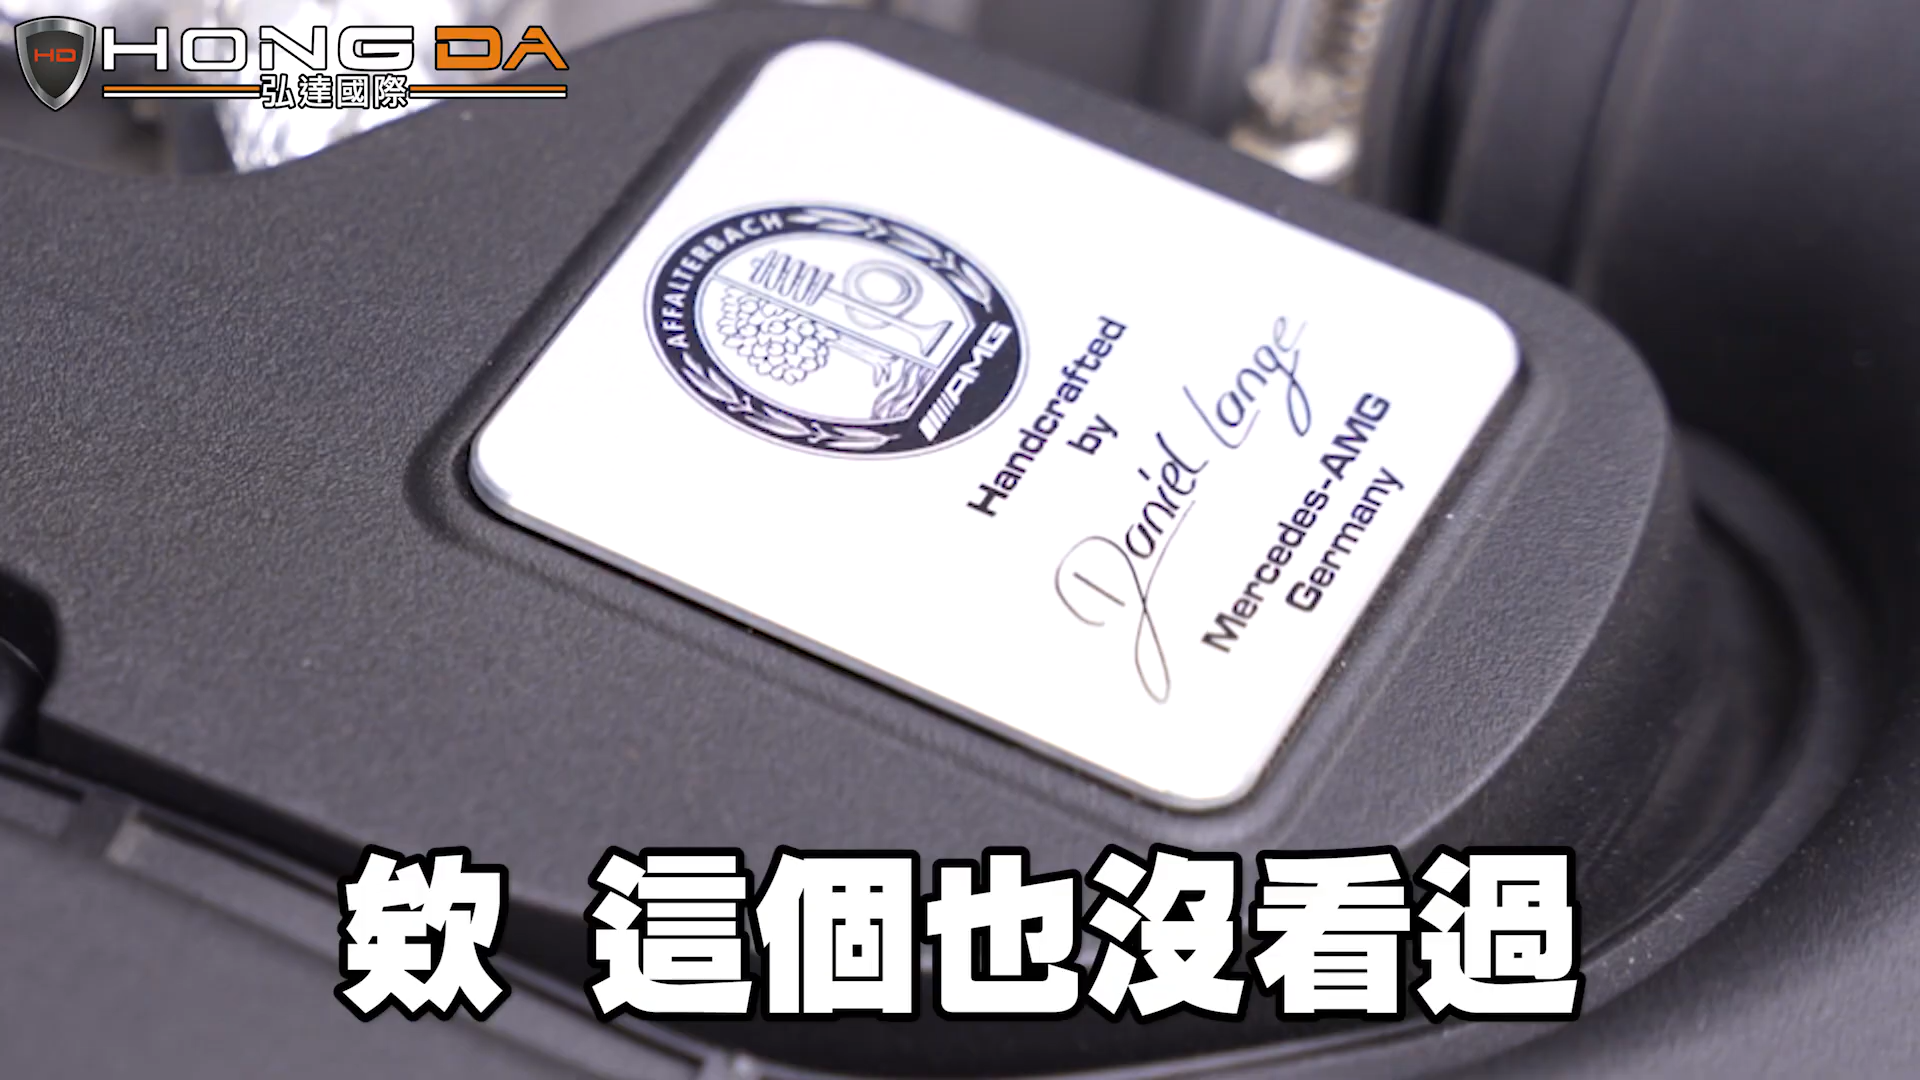 HD
HONG DA
弘達國際
AFFALTERBACH
AMG
Handcrafted
by
Daniel Lange
Mercedes-AMG
Germany
欸 這個也沒看過